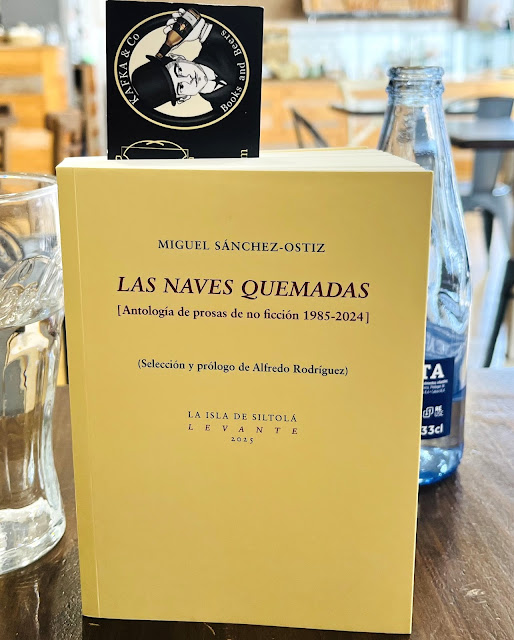 KAFKA & Co
Books and Beers
MIGUEL SÁNCHEZ-OSTIZ
LAS NAVES QUEMADAS
[Antología de prosas de no ficción 1985-2024]
(Selección y prólogo de Alfredo Rodríguez)
LA ISLA DE SILTOLÁ
LEVANTE
2025
TA
33cl